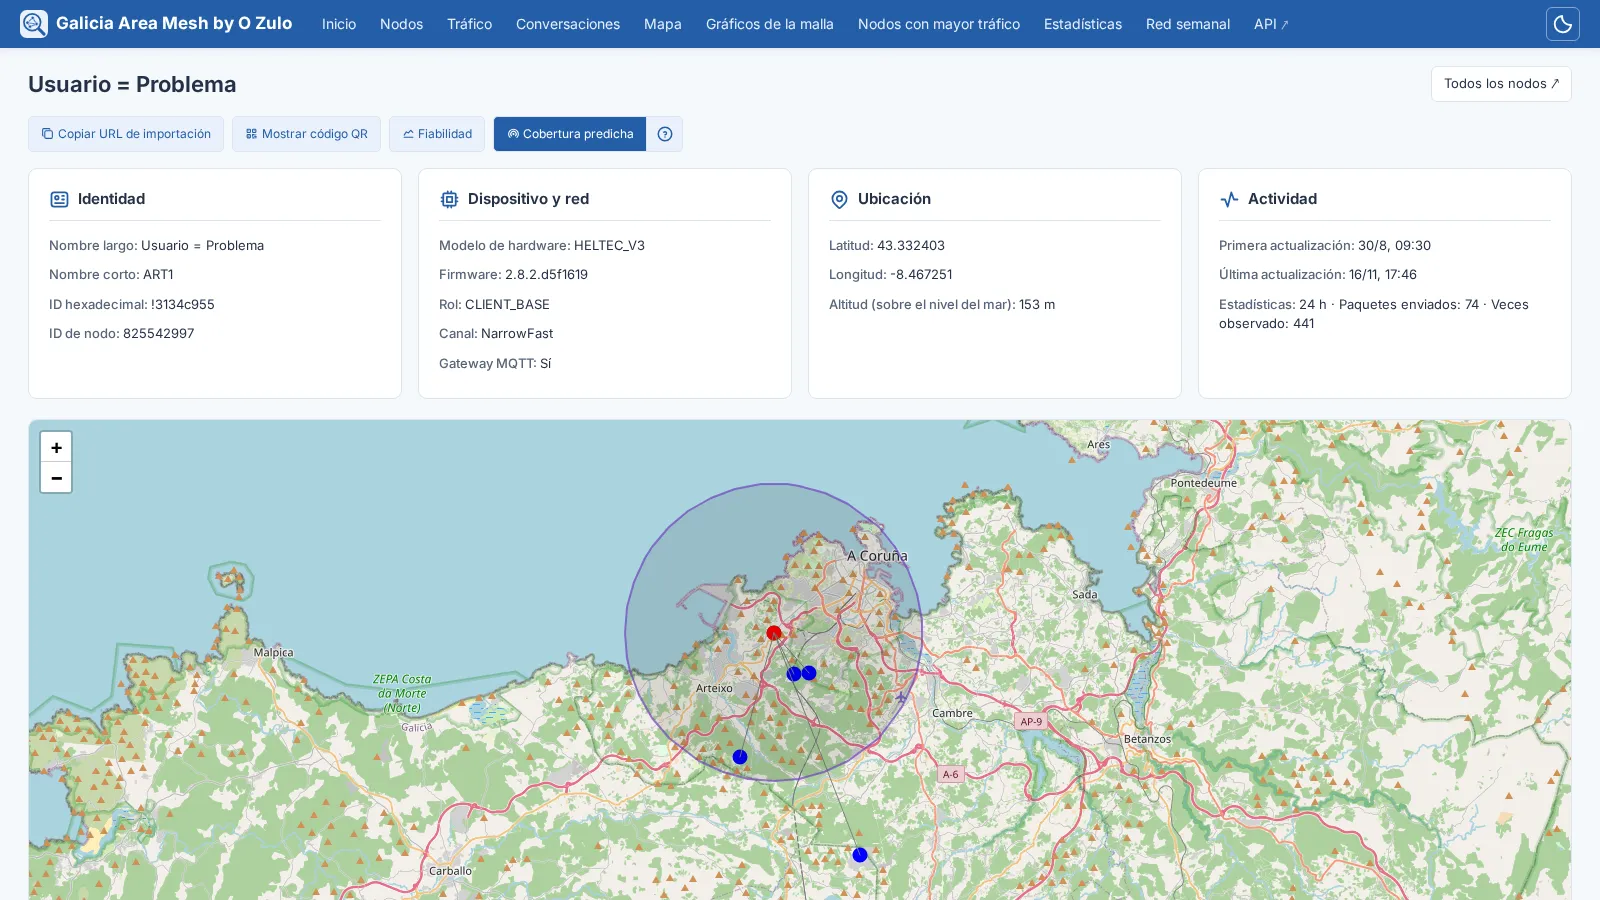 Galicia Area Mesh by O Zulo
Inicio
Nodos
Tráfico
Conversaciones
Mapa
Gráficos de la malla
Nodos con mayor tráfico
Estadísticas
Red semanal
API ↗
Usuario = Problema
Todos los nodos ↗
Copiar URL de importación
Mostrar código QR
Fiabilidad
Cobertura predicha
?
Identidad
Nombre largo: Usuario = Problema
Nombre corto: ART1
ID hexadecimal: !3134c955
ID de nodo: 825542997
Dispositivo y red
Modelo de hardware: HELTEC_V3
Firmware: 2.8.2.d5f1619
Rol: CLIENT_BASE
Canal: NarrowFast
Gateway MQTT: Sí
Ubicación
Latitud: 43.332403
Longitud: -8.467251
Altitud (sobre el nivel del mar): 153 m
Actividad
Primera actualización: 30/8, 09:30
Última actualización: 16/11, 17:46
Estadísticas: 24 h · Paquetes enviados: 74 · Veces
observado: 441
+
−
Ares
Pontedeume
ZEC Fragas
do Eume
A Coruña
Sada
Malpica
ZEPA Costa
da Morte
(Norte)
Galicia
Arteixo
Cambre
AP-9
Betanzos
A-6
Carballo